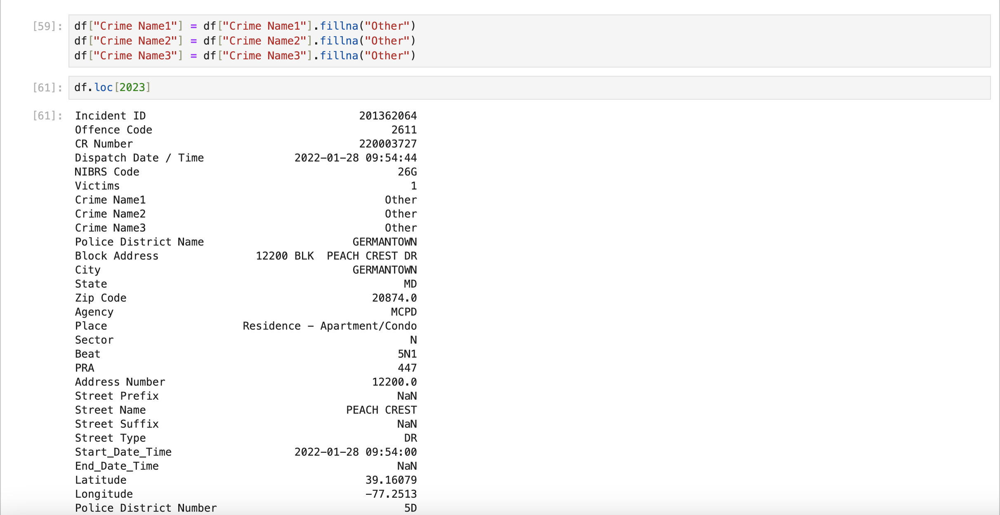 [59]: df["Crime Name1"] = df["Crime Name1"].fillna("Other")
df["Crime Name2"] = df["Crime Name2"].fillna("Other")
df["Crime Name3"] = df["Crime Name3"].fillna("Other")
[61]: df.loc[2023]
[61]: Incident ID 201362064
Offence Code 2611
CR Number 220003727
Dispatch Date / Time 2022-01-28 09:54:44
NIBRS Code 26G
Victims 1
Crime Name1 Other
Crime Name2 Other
Crime Name3 Other
Police District Name GERMANTOWN
Block Address 12200 BLK  PEACH CREST DR
City GERMANTOWN
State MD
Zip Code 20874.0
Agency MCPD
Place Residence - Apartment/Condo
Sector N
Beat 5N1
PRA 447
Address Number 12200.0
Street Prefix NaN
Street Name PEACH CREST
Street Suffix NaN
Street Type DR
Start_Date_Time 2022-01-28 09:54:00
End_Date_Time NaN
Latitude 39.16079
Longitude -77.2513
Police District Number 5D